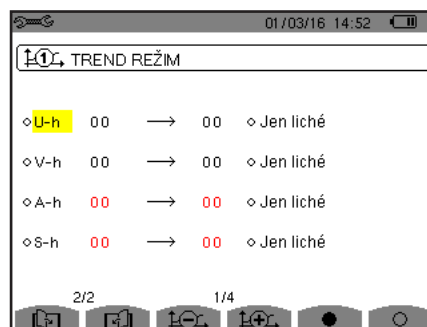 01/03/16 14:52
1 TREND REŽIM
U-h 00 → 00 Jen liché
V-h 00 → 00 Jen liché
A-h 00 → 00 Jen liché
S-h 00 → 00 Jen liché
2/2 1/4